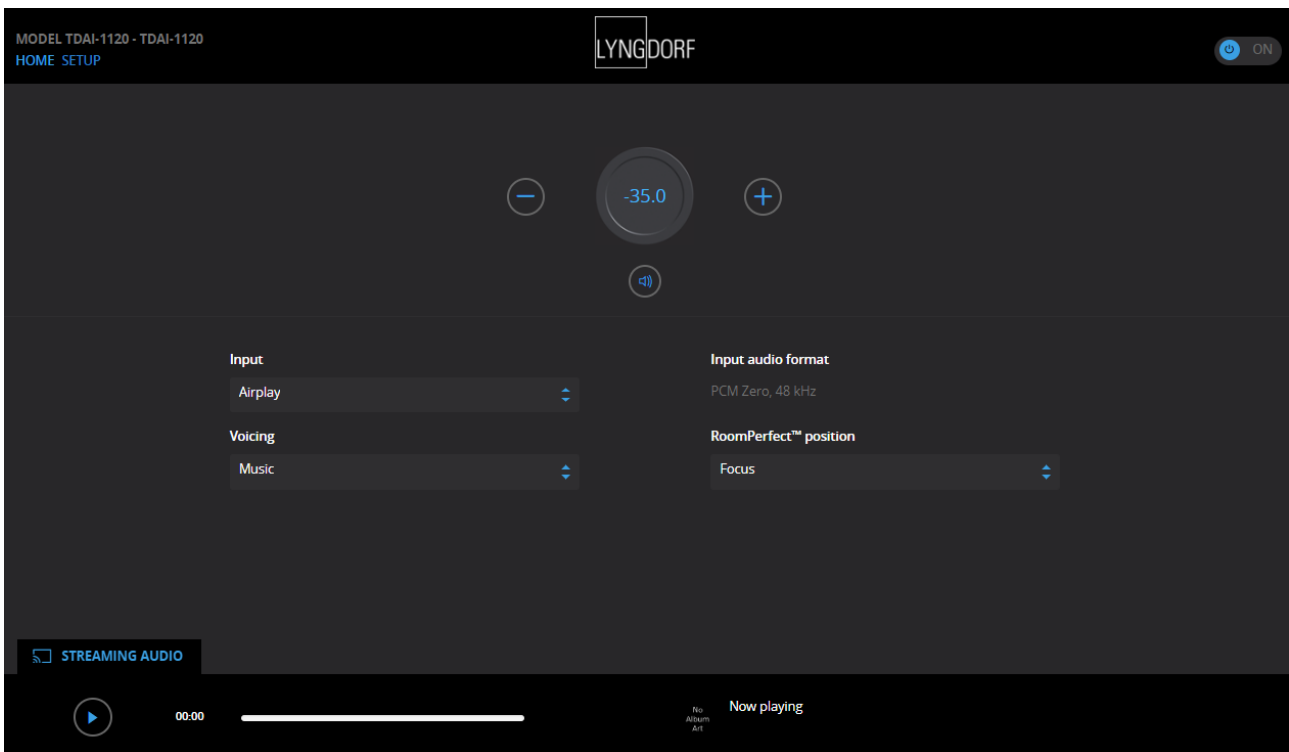 MODEL TDAI-1120 - TDAI-1120
HOME SETUP
LYNGDORF
ON
-35.0
Input
Input audio format
Airplay
PCM Zero, 48 kHz
Voicing
RoomPerfect™ position
Music
Focus
STREAMING AUDIO
00:00
No
Album
Art
Now playing